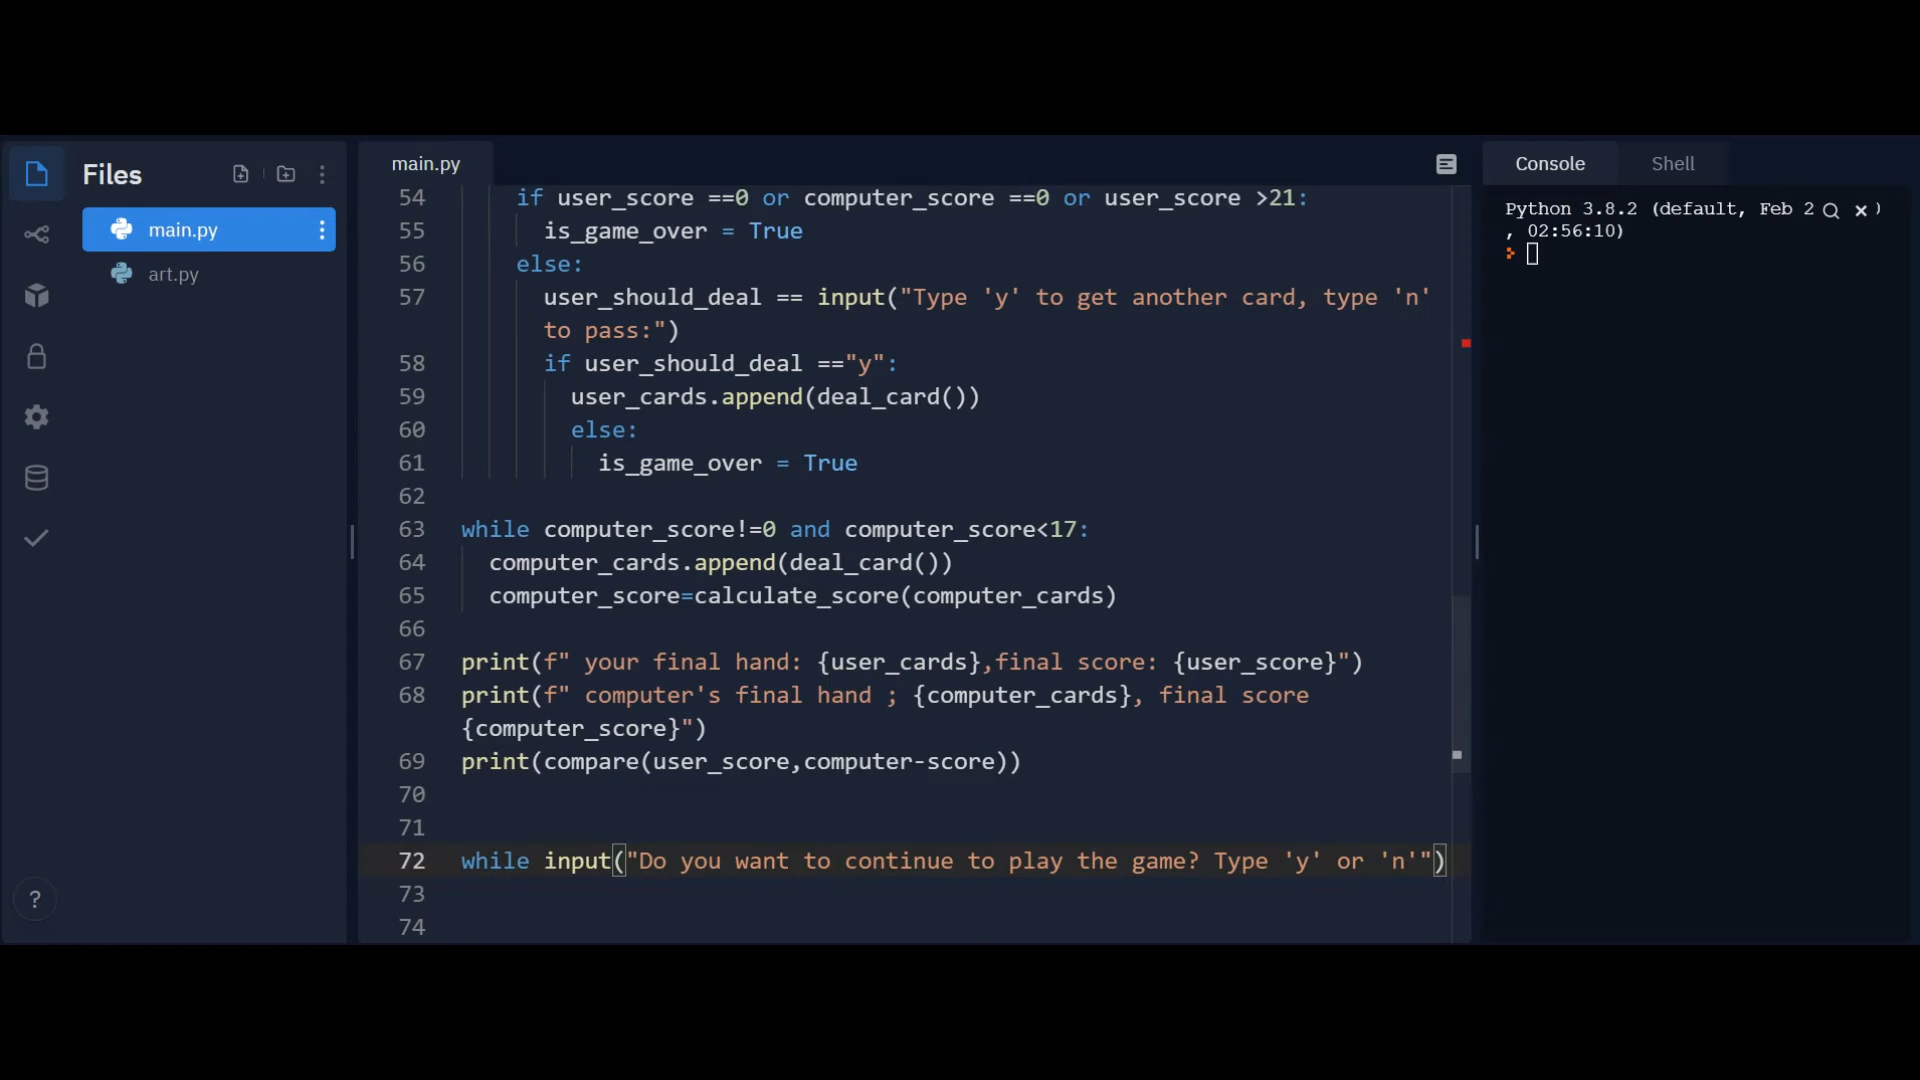 Files
main.py
art.py
main.py
54 if user_score ==0 or computer_score ==0 or user_score >21:
55 is_game_over = True
56 else:
57 user_should_deal == input("Type 'y' to get another card, type 'n'
to pass:")
58 if user_should_deal =="y":
59 user_cards.append(deal_card())
60 else:
61 is_game_over = True
62
63 while computer_score!=0 and computer_score<17:
64 computer_cards.append(deal_card())
65 computer_score=calculate_score(computer_cards)
66
67 print(f" your final hand: {user_cards},final score: {user_score}")
68 print(f" computer's final hand ; {computer_cards}, final score
{computer_score}")
69 print(compare(user_score,computer-score))
70
71
72 while input("Do you want to continue to play the game? Type 'y' or 'n'")
73
74
Console Shell
Python 3.8.2 (default, Feb 2 )
, 02:56:10)
?